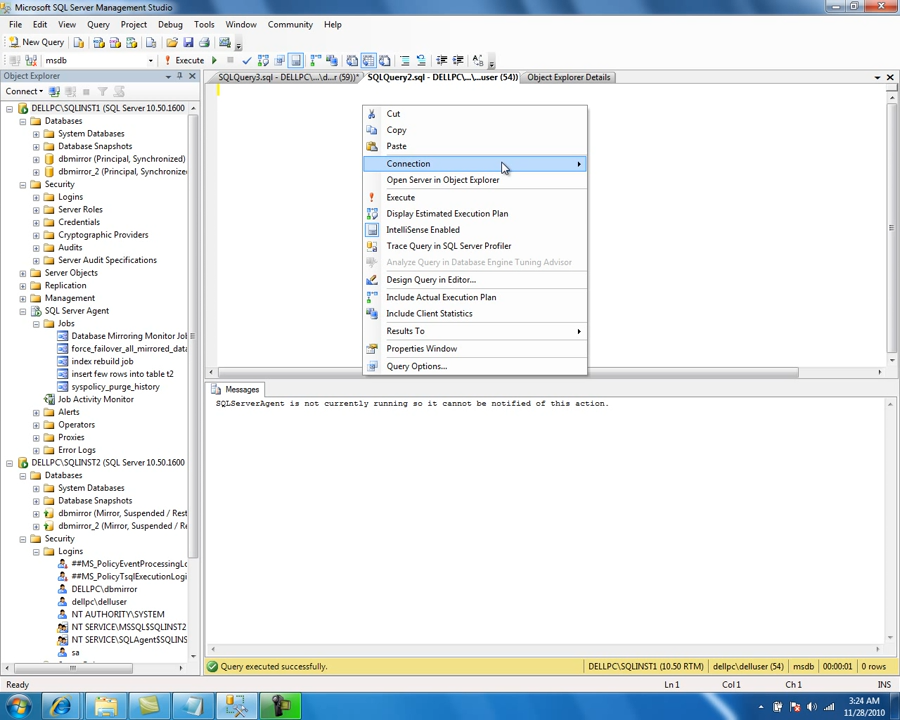 Microsoft SQL Server Management Studio
File Edit View Query Project Debug Tools Window Community Help
New Query
msdb Execute
Object Explorer
SQLQuery3.sql - DELLPC\...\d...r (59))* SQLQuery2.sql - DELLPC\...\...user (54)) Object Explorer Details
Connect
DELLPC\SQLINST1 (SQL Server 10.50.1600
Databases
System Databases
Database Snapshots
dbmirror (Principal, Synchronized)
dbmirror_2 (Principal, Synchronized
Security
Logins
Server Roles
Credentials
Cryptographic Providers
Audits
Server Audit Specifications
Server Objects
Replication
Management
SQL Server Agent
Jobs
Database Mirroring Monitor Jo
force_failover_all_mirrored_data
index rebuild job
insert few rows into table t2
syspolicy_purge_history
Job Activity Monitor
Alerts
Operators
Proxies
Error Logs
DELLPC\SQLINST2 (SQL Server 10.50.1600
Databases
System Databases
Database Snapshots
dbmirror (Mirror, Suspended / Rest
dbmirror_2 (Mirror, Suspended / Re
Security
Logins
##MS_PolicyEventProcessingLo
##MS_PolicyTsqlExecutionLogi
DELLPC\dbmirror
dellpc\delluser
NT AUTHORITY\SYSTEM
NT SERVICE\MSSQL$SQLINST2
NT SERVICE\SQLAgent$SQLINS
sa
Cut
Copy
Paste
Connection
Open Server in Object Explorer
Execute
Display Estimated Execution Plan
IntelliSense Enabled
Trace Query in SQL Server Profiler
Analyze Query in Database Engine Tuning Advisor
Design Query in Editor...
Include Actual Execution Plan
Include Client Statistics
Results To
Properties Window
Query Options...
Messages
SQLServerAgent is not currently running so it cannot be notified of this action.
Query executed successfully. DELLPC\SQLINST1 (10.50 RTM) dellpc\delluser (54) msdb 00:00:01 0 rows
Ready Ln 1 Col 1 Ch 1 INS
3:24 AM
11/28/2010